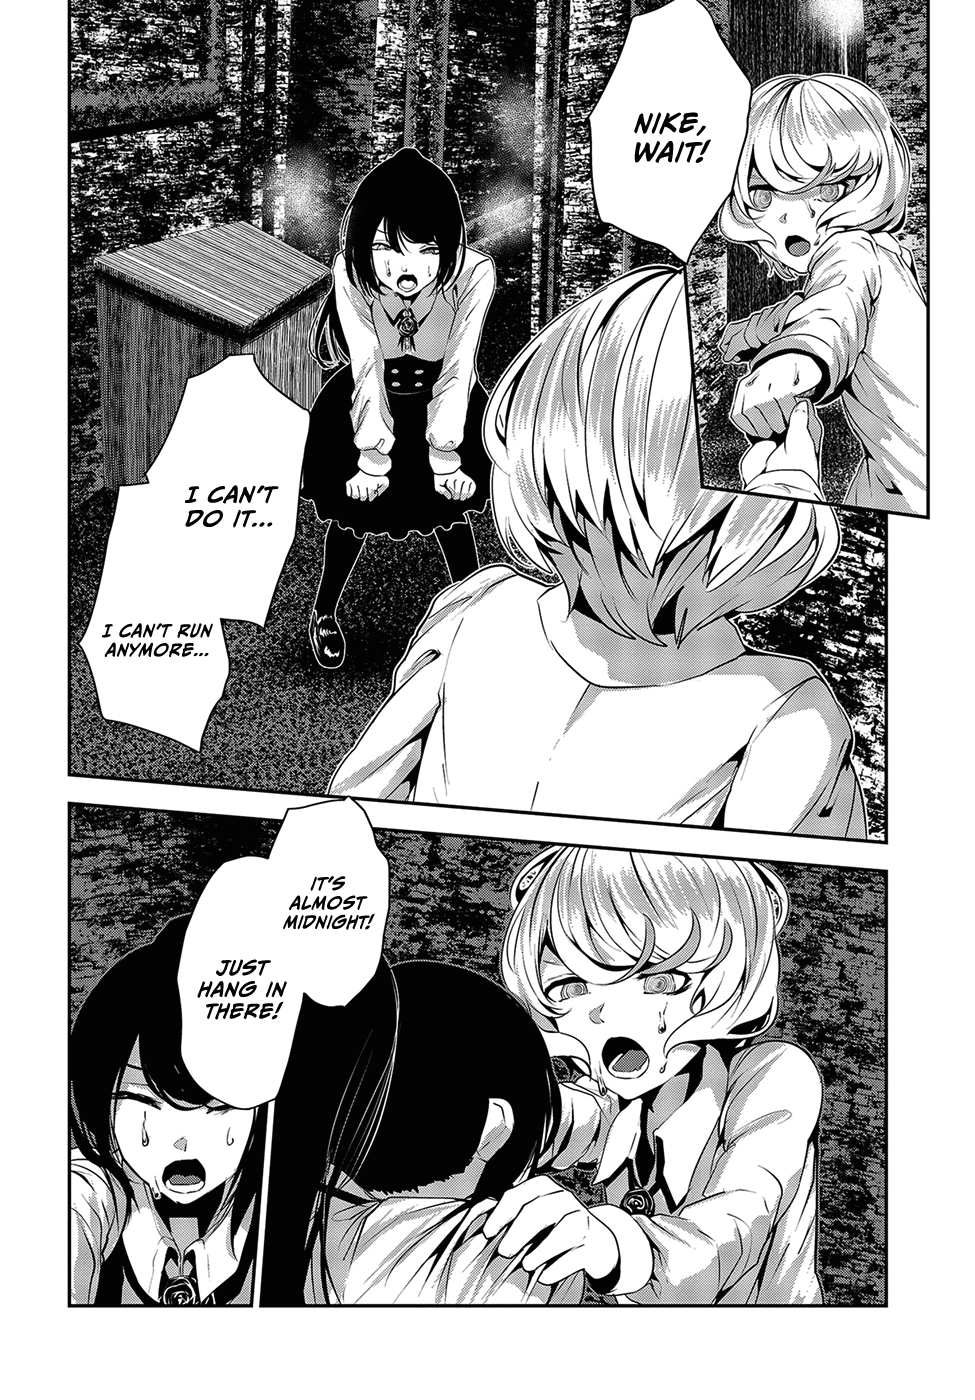 NIKE,
WAIT!
I CAN'T
DO IT...
I CAN'T RUN
ANYMORE...
IT'S
ALMOST
MIDNIGHT!
JUST
HANG IN
THERE!